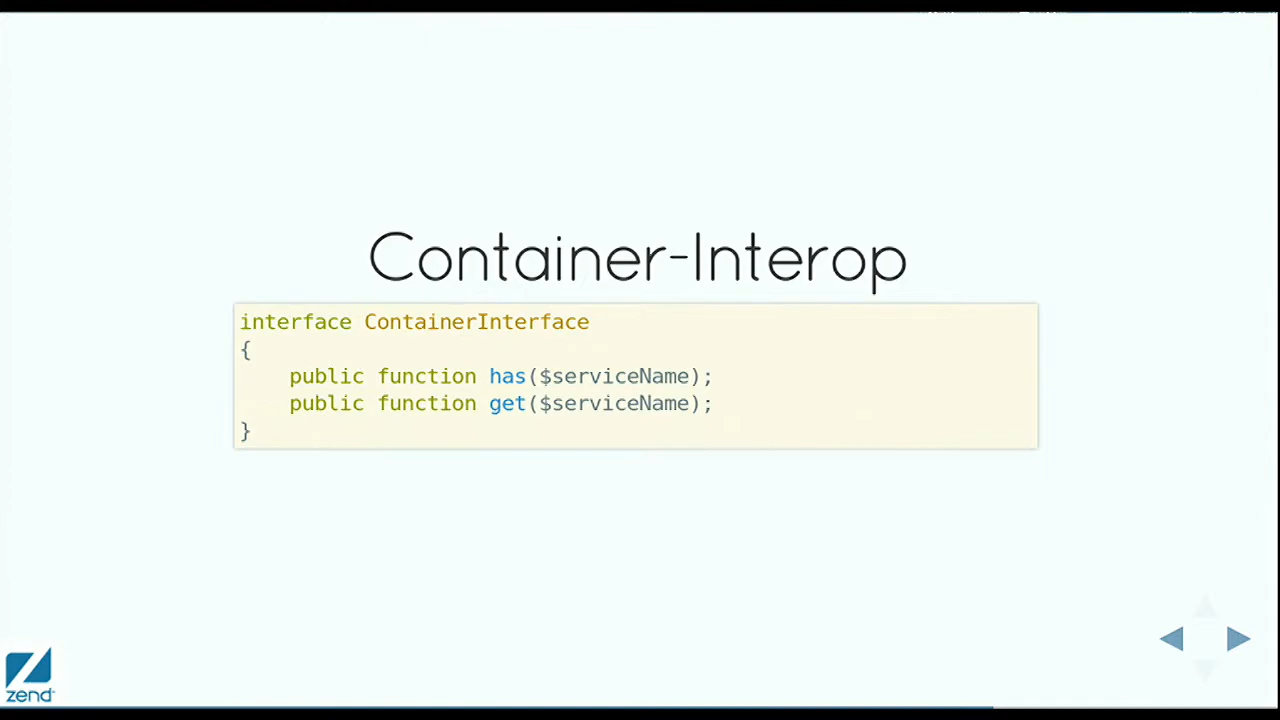 Container-Interop
interface ContainerInterface
{
    public function has($serviceName);
    public function get($serviceName);
}
zend